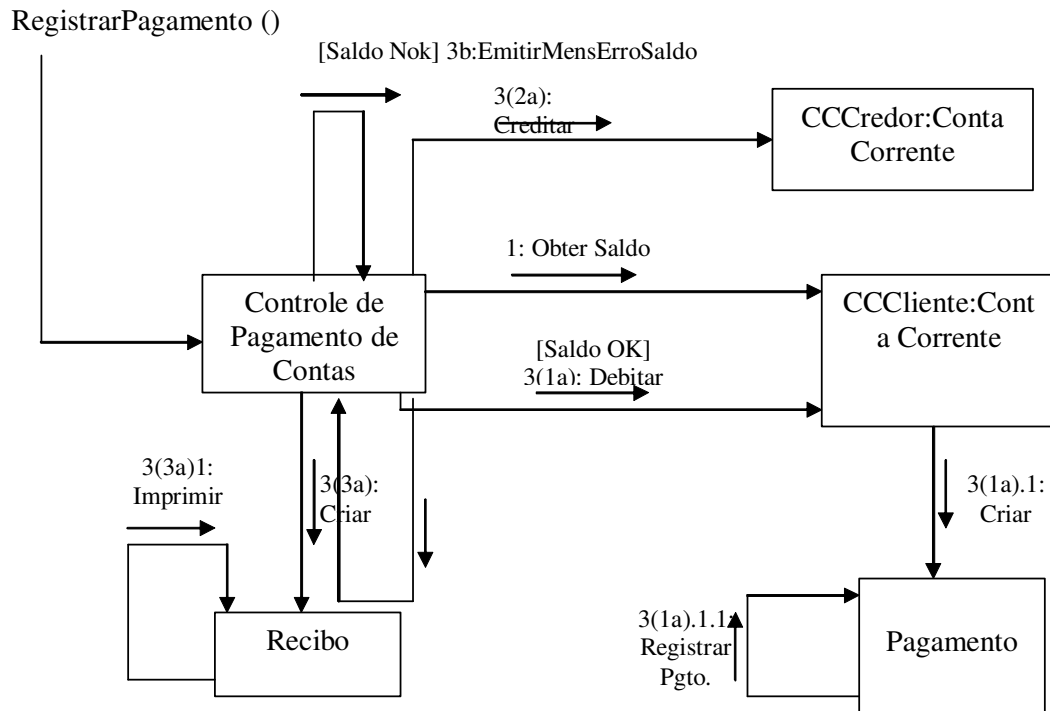 RegistrarPagamento ()
[Saldo Nok] 3b:EmitirMensErroSaldo
3(2a):
Creditar
CCCredor:Conta
Corrente
1: Obter Saldo
Controle de
Pagamento de
Contas
CCCliente:Cont
a Corrente
[Saldo OK]
3(1a): Debitar
3(3a)1:
Imprimir
3(3a):
Criar
3(1a).1:
Criar
Recibo
3(1a).1.1:
Registrar
Pgto.
Pagamento